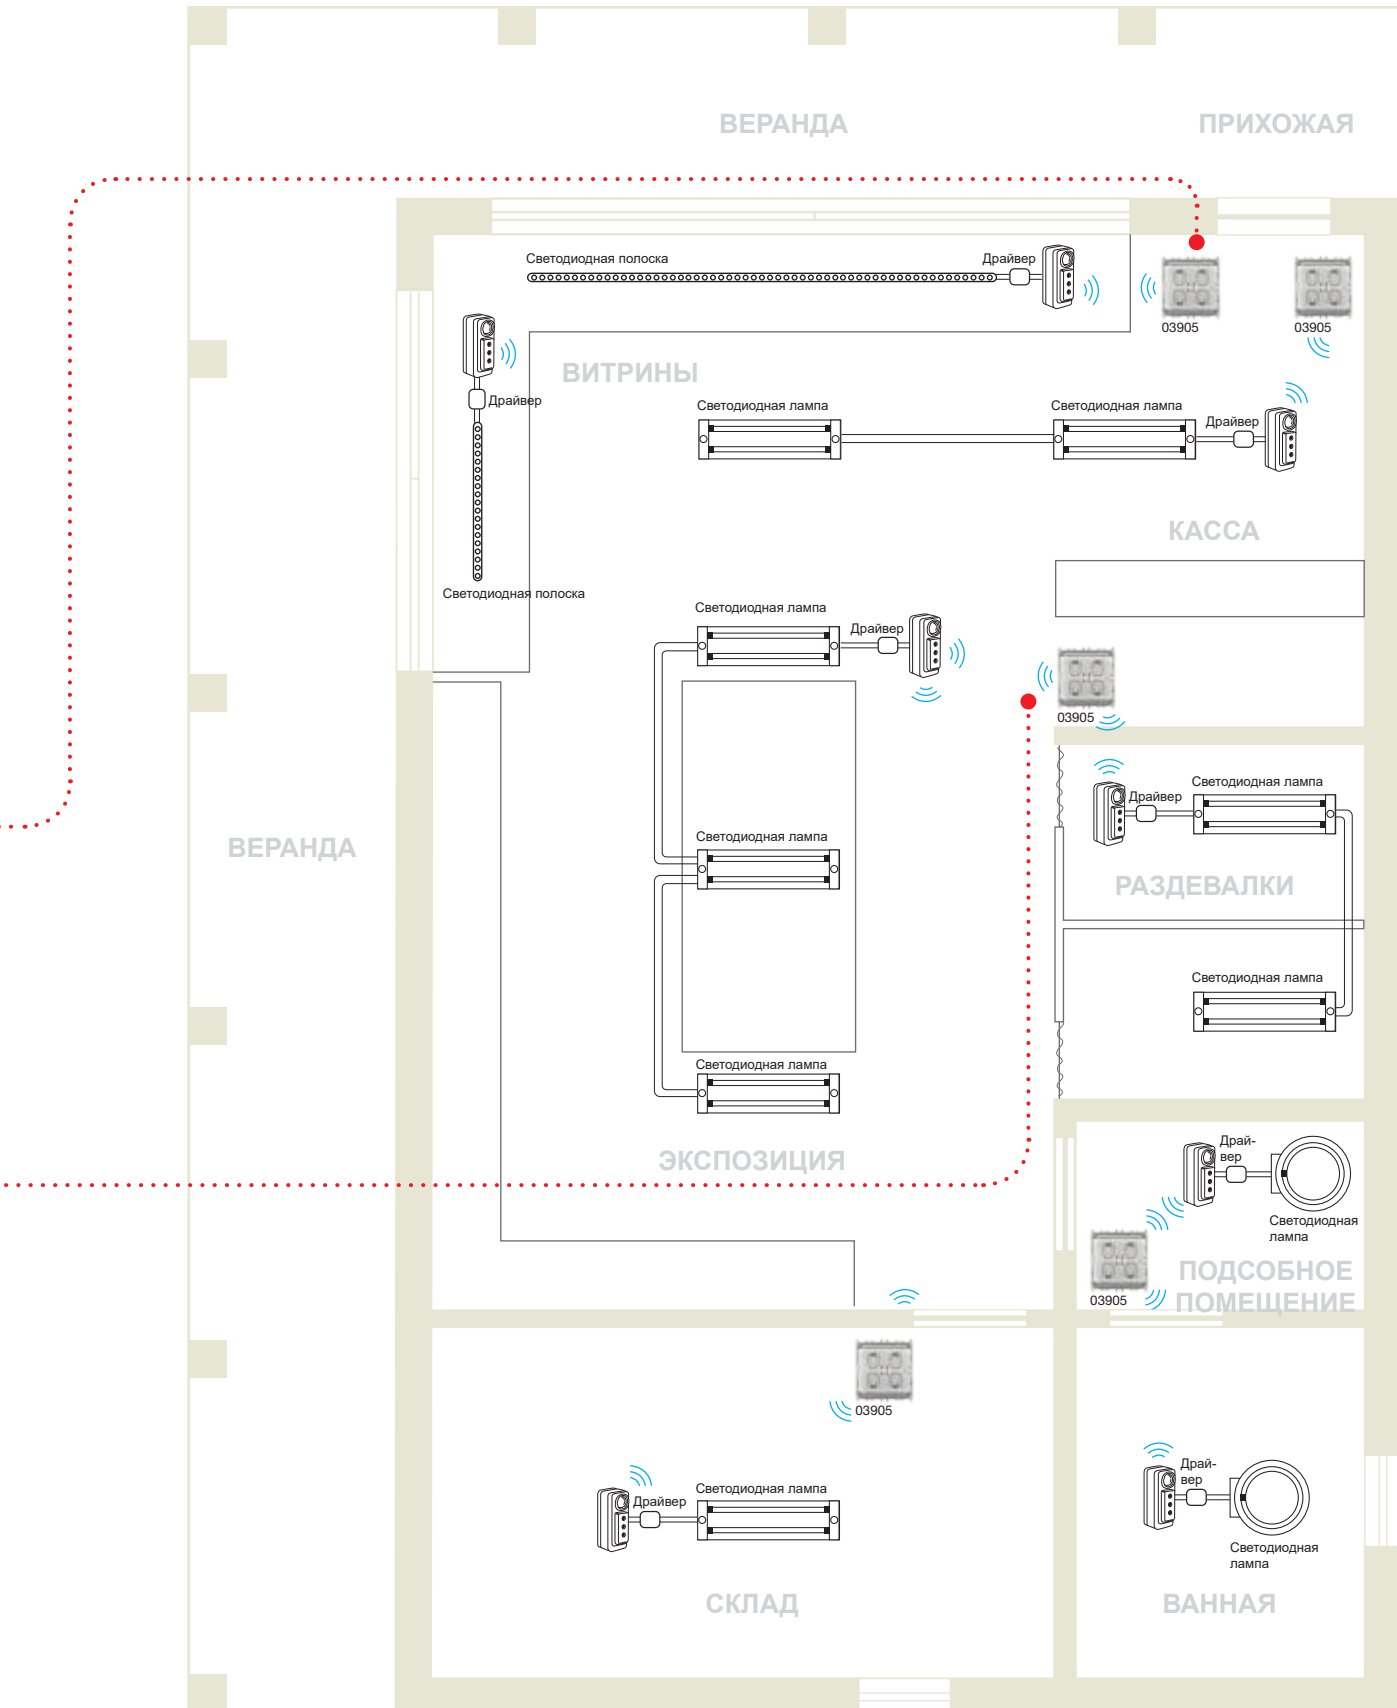 ВЕРАНДА
ПРИХОЖАЯ
Светодиодная полоска
Драйвер
03905
03905
ВИТРИНЫ
Драйвер
Светодиодная лампа
Светодиодная лампа
Драйвер
КАССА
Светодиодная полоска
Светодиодная лампа
Драйвер
03905
Светодиодная лампа
Драйвер
Светодиодная лампа
ВЕРАНДА
РАЗДЕВАЛКИ
Светодиодная лампа
Светодиодная лампа
ЭКСПОЗИЦИЯ
Драй-
вер
Светодиодная
лампа
ПОДСОБНОЕ
ПОМЕЩЕНИЕ
03905
03905
Светодиодная лампа
Драйвер
Драй-
вер
Светодиодная
лампа
СКЛАД
ВАННАЯ